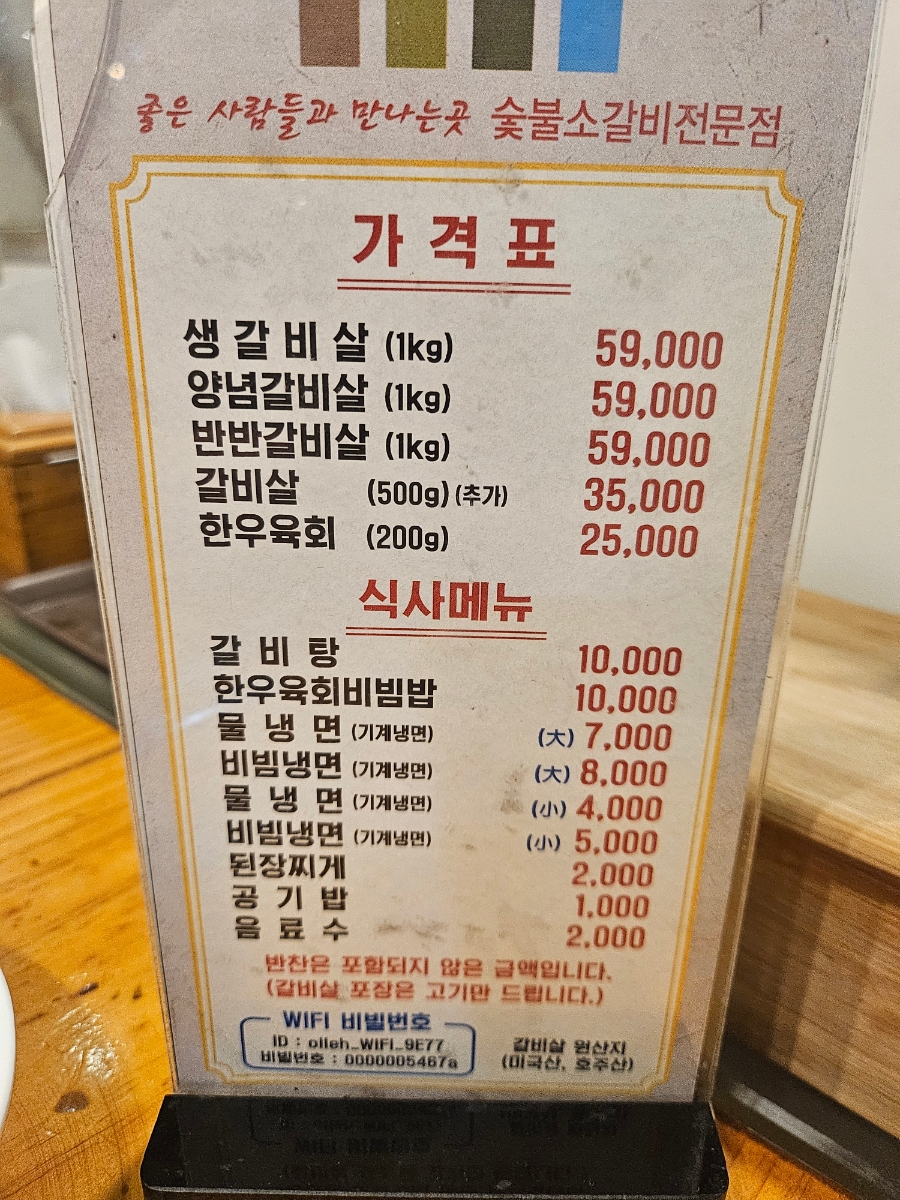 좋은 사람들과 만나는곳 숯불소갈비전문점
가격표
생갈비살 (1kg) 59,000
양념갈비살 (1kg) 59,000
반반갈비살 (1kg) 59,000
갈비살 (500g) (추가) 35,000
한우육회 (200g) 25,000
식사메뉴
갈비탕 10,000
한우육회비빔밥 10,000
물냉면 (기계냉면) (大) 7,000
비빔냉면 (기계냉면) (大) 8,000
물냉면 (기계냉면) (小) 4,000
비빔냉면 (기계냉면) (小) 5,000
된장찌게 2,000
공기밥 1,000
음료수 2,000
반찬은 포함되지 않은 금액입니다.
(갈비살 포장은 고기만 드립니다.)
WIFI 비빌번호
ID : olleh_WIFI_9E77
비빌번호 : 0000005467a
갈비살 원산지
(미국산, 호주산)